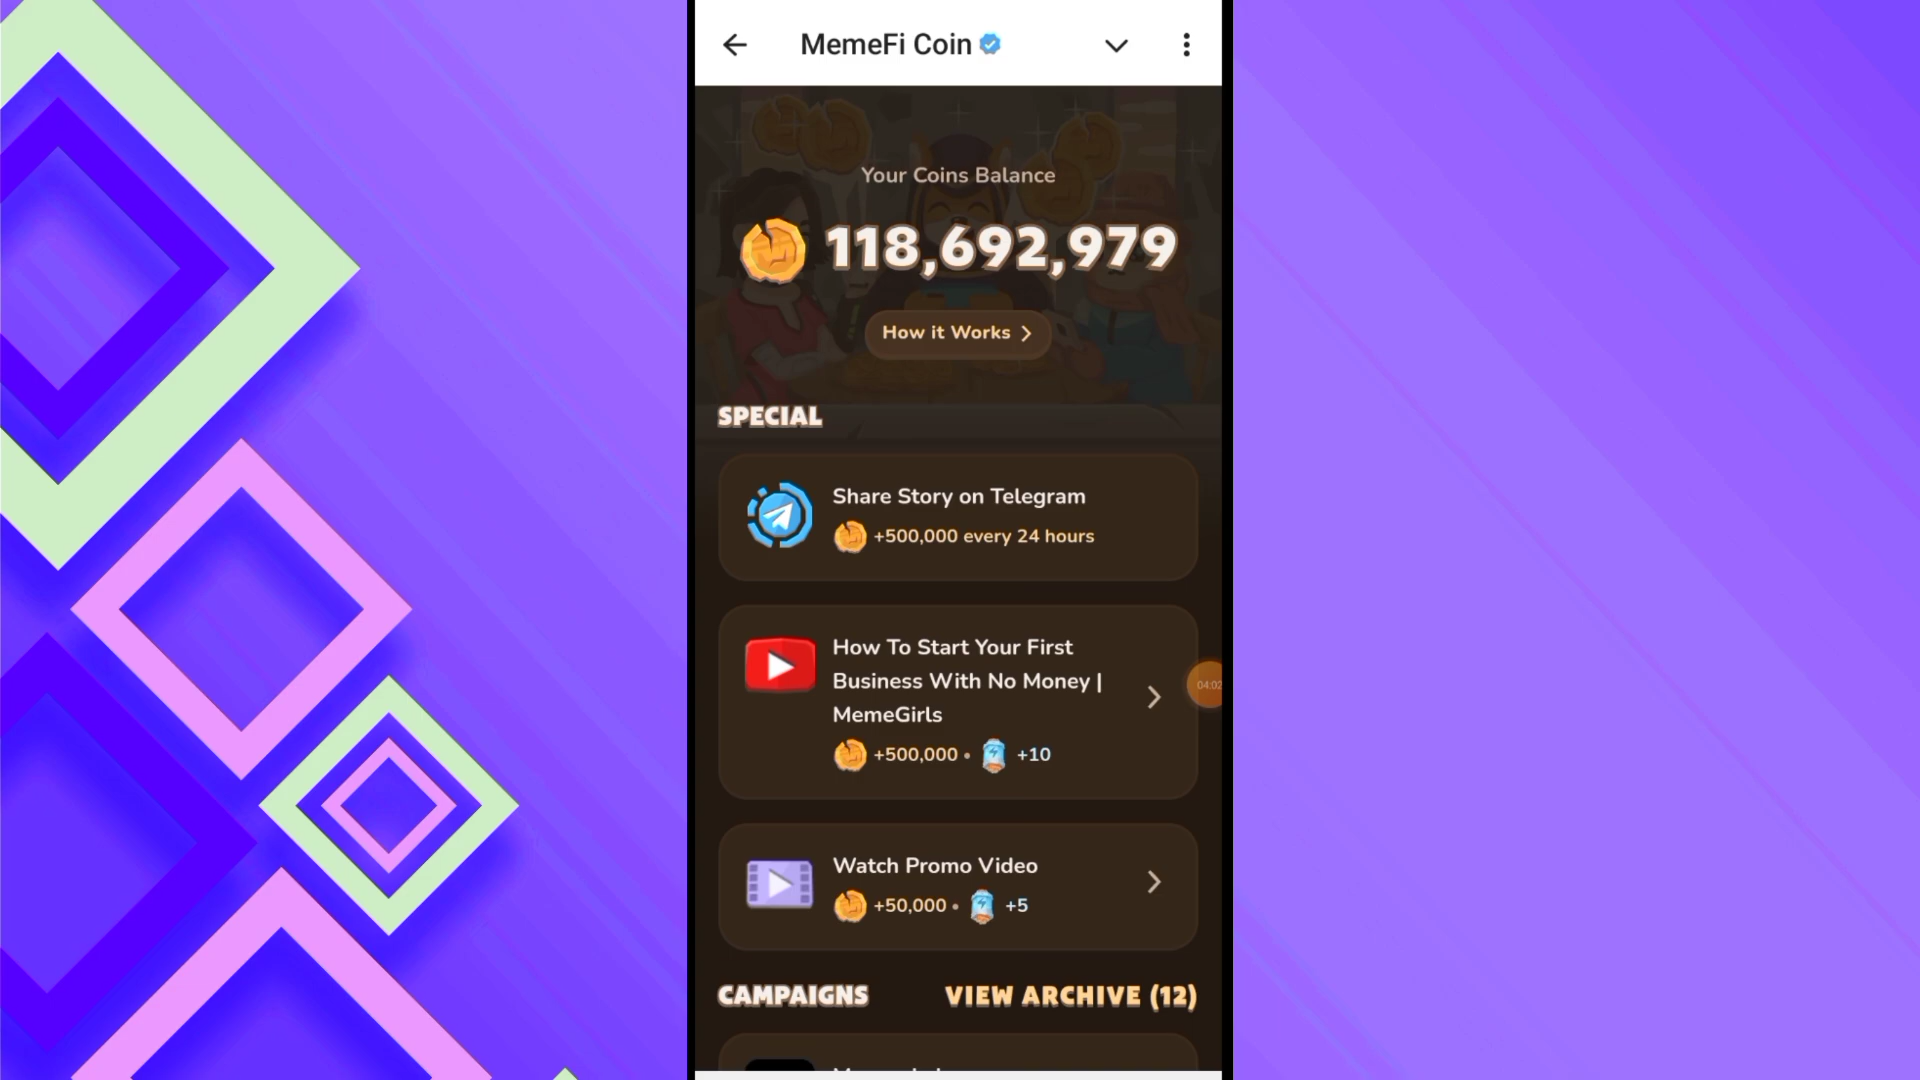 MemeFi Coin
Your Coins Balance
118,692,979
How it Works
SPECIAL
Share Story on Telegram
+500,000 every 24 hours
How To Start Your First
Business With No Money |
MemeGirls
+500,000 • +10
04:02
Watch Promo Video
+50,000 • +5
CAMPAIGNS VIEW ARCHIVE (12)